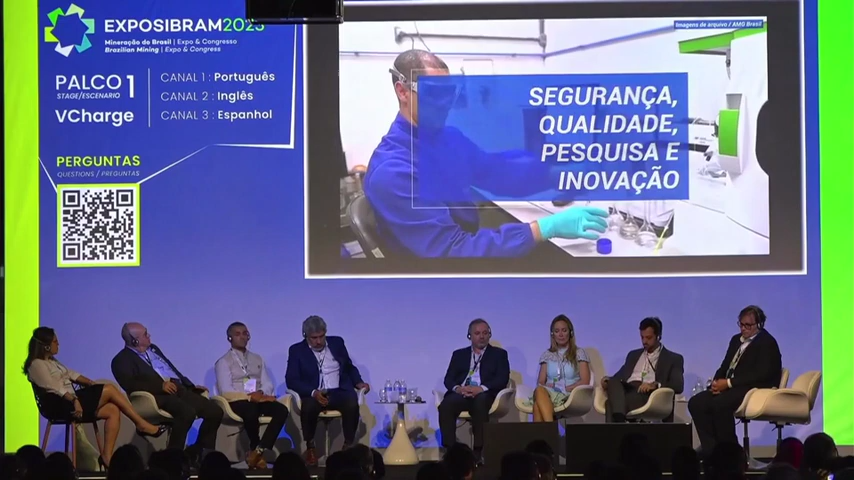 EXPOSIBRAM2023
Mineração do Brasil | Expo & Congresso
Brazilian Mining | Expo & Congress
PALCO 1
STAGE/ESCENARIO
VCharge
CANAL 1 : Português
CANAL 2 : Inglês
CANAL 3 : Espanhol
PERGUNTAS
QUESTIONS / PREGUNTAS
Imagens de arquivo / AMG Brasil
SEGURANÇA,
QUALIDADE,
PESQUISA E
INOVAÇÃO